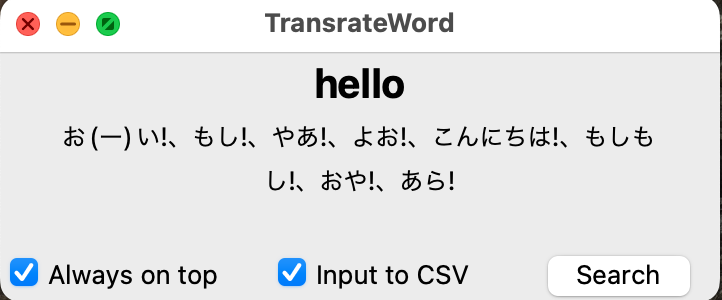 TransrateWord
hello
お(ー)い!、もし!、やあ!、よお!、こんにちは!、もしも
し!、おや!、あら!
Always on top
Input to CSV
Search